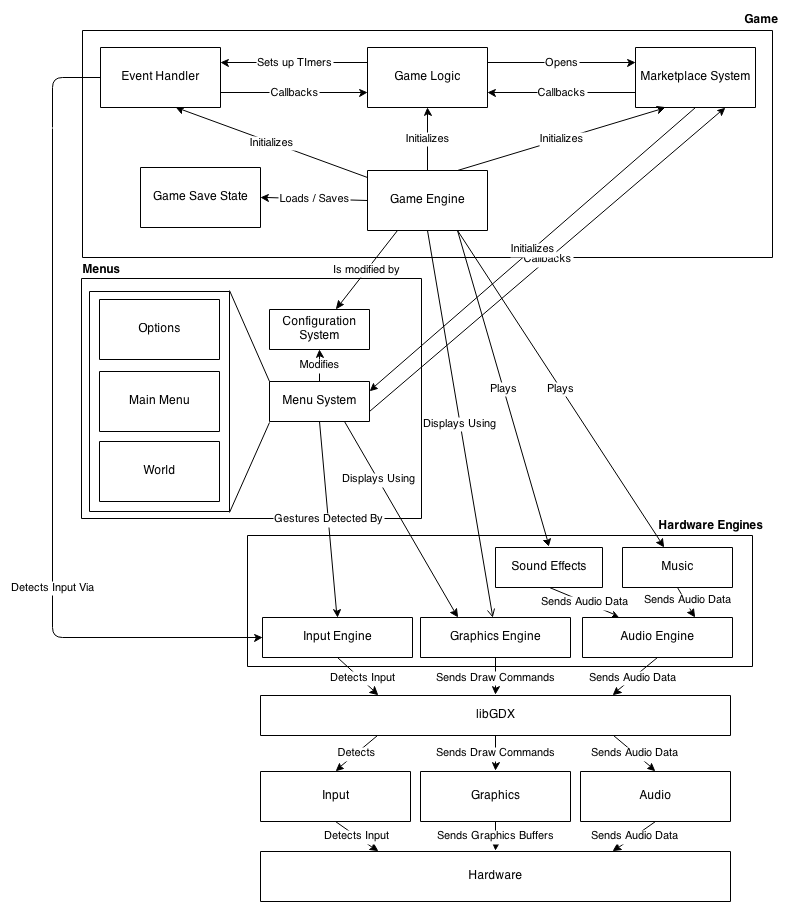 Game
Event Handler
Sets up TImers
Game Logic
Opens
Marketplace System
Callbacks
Callbacks
Initializes
Initializes
Initializes
Game Save State
Loads / Saves
Game Engine
Initializes
Callbacks
Menus
Is modified by
Options
Configuration
System
Modifies
Main Menu
Menu System
Plays
Plays
Displays Using
World
Displays Using
Gestures Detected By
Hardware Engines
Sound Effects
Music
Detects Input Via
Sends Audio Data
Sends Audio Data
Input Engine
Graphics Engine
Audio Engine
Detects Input
Sends Draw Commands
Sends Audio Data
libGDX
Detects
Sends Draw Commands
Sends Audio Data
Input
Graphics
Audio
Detects Input
Sends Graphics Buffers
Sends Audio Data
Hardware